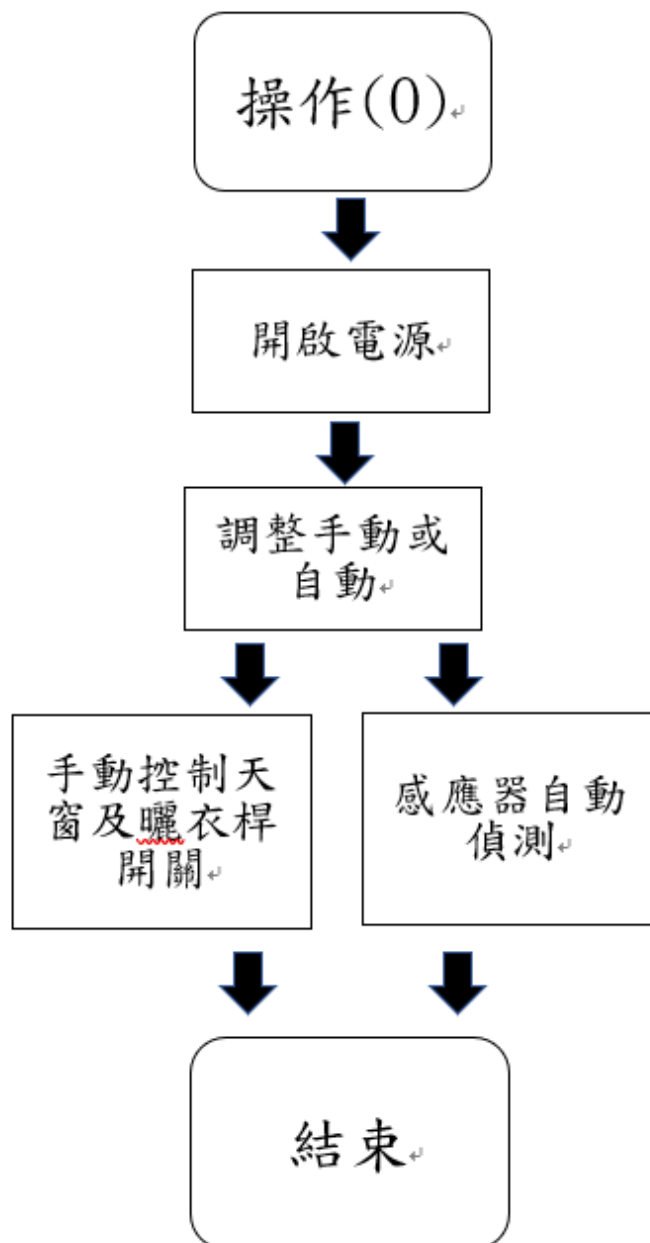 操作(0)
開啟電源
調整手動或
自動
手動控制天
窗及曬衣桿
開關
感應器自動
偵測
結束